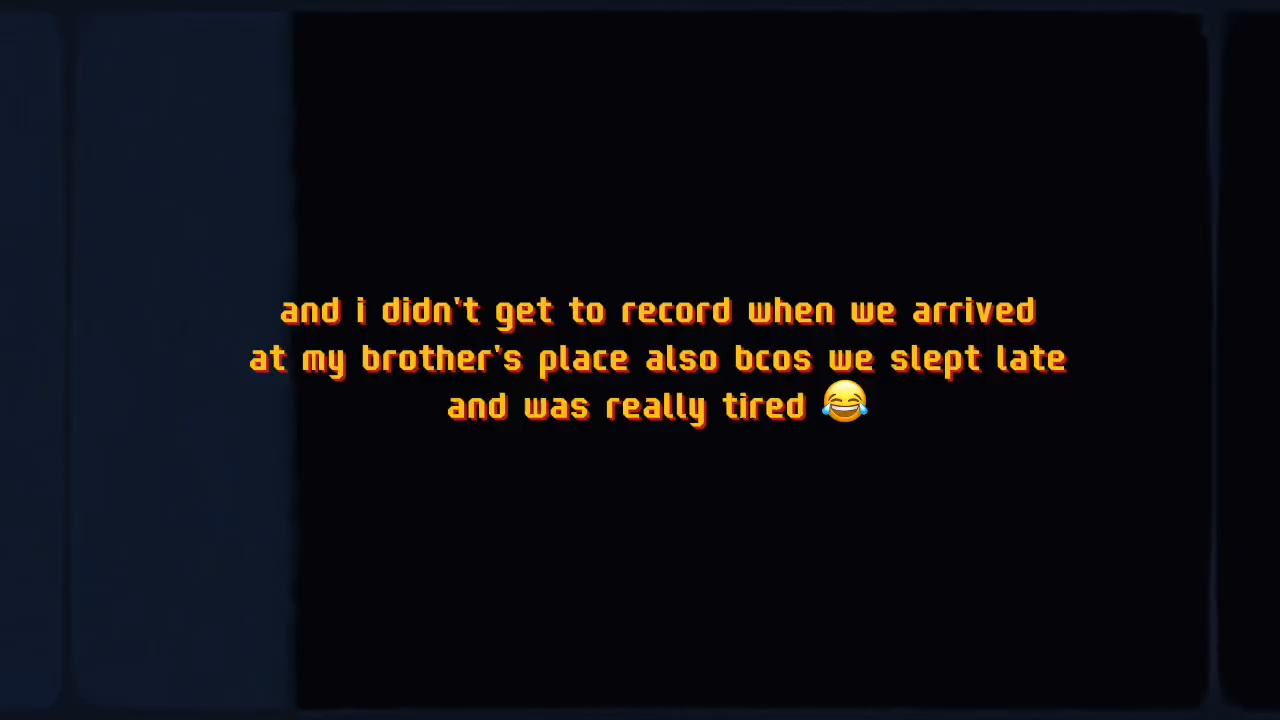 and i didn't get to record when we arrived
at my brother's place also bcos we slept late
and was really tired 😂